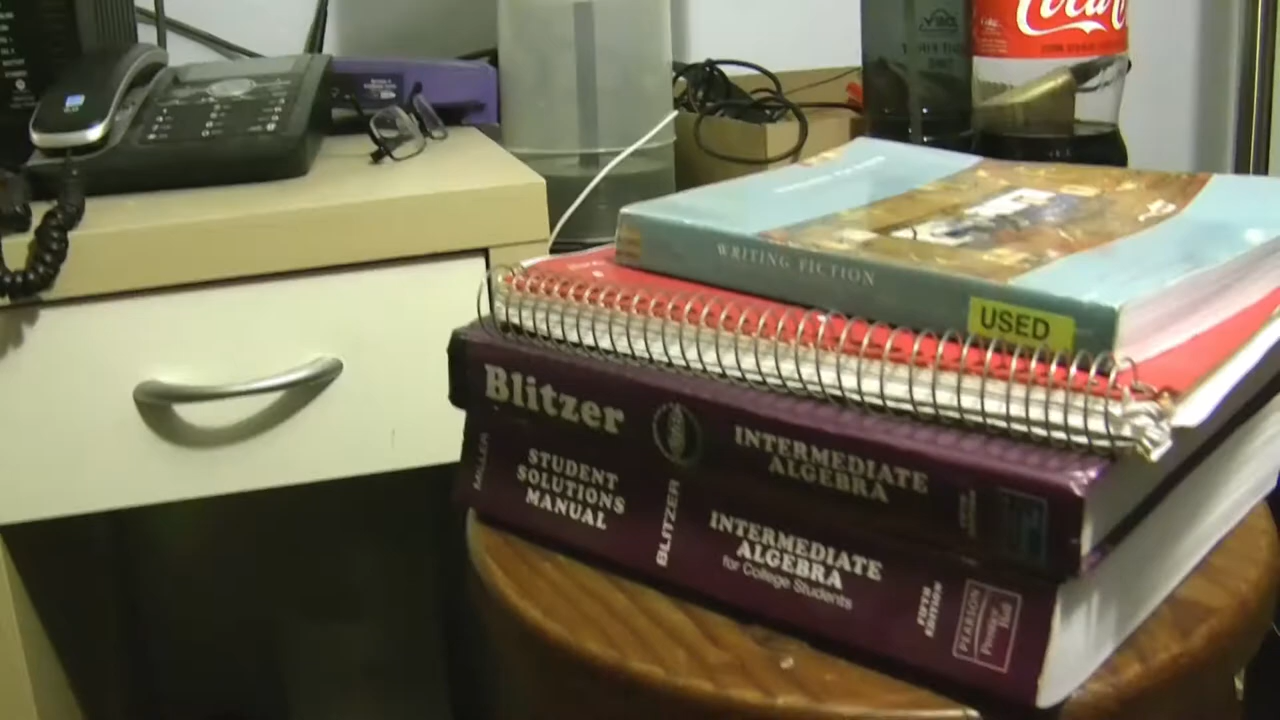 Coca
WRITING FICTION
USED
Blitzer
INTERMEDIATE
ALGEBRA
MILLER
STUDENT
SOLUTIONS
MANUAL
BLITZER
INTERMEDIATE
ALGEBRA
for College Students
FIFTH
EDITION
PEARSON
Prentice
Hall